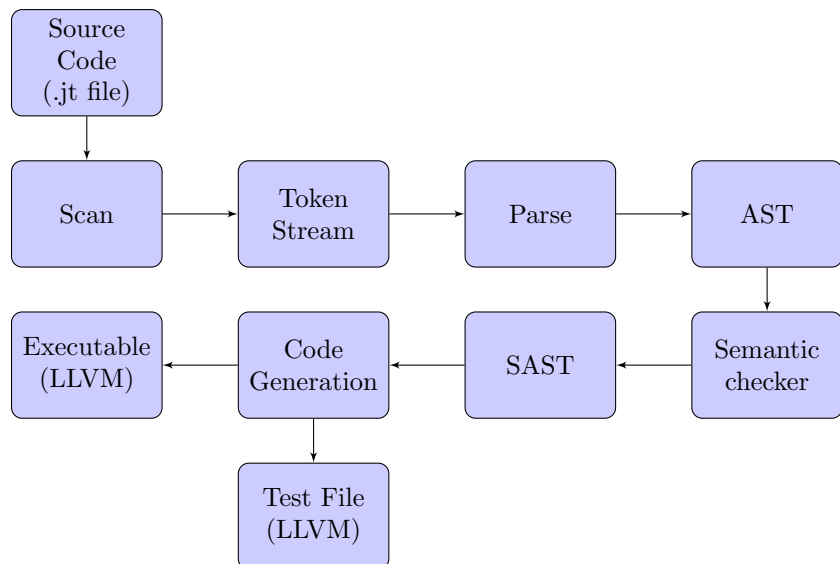 Source
Code
(.jt file)
Scan
Token
Stream
Parse
AST
Executable
(LLVM)
Code
Generation
SAST
Semantic
checker
Test File
(LLVM)